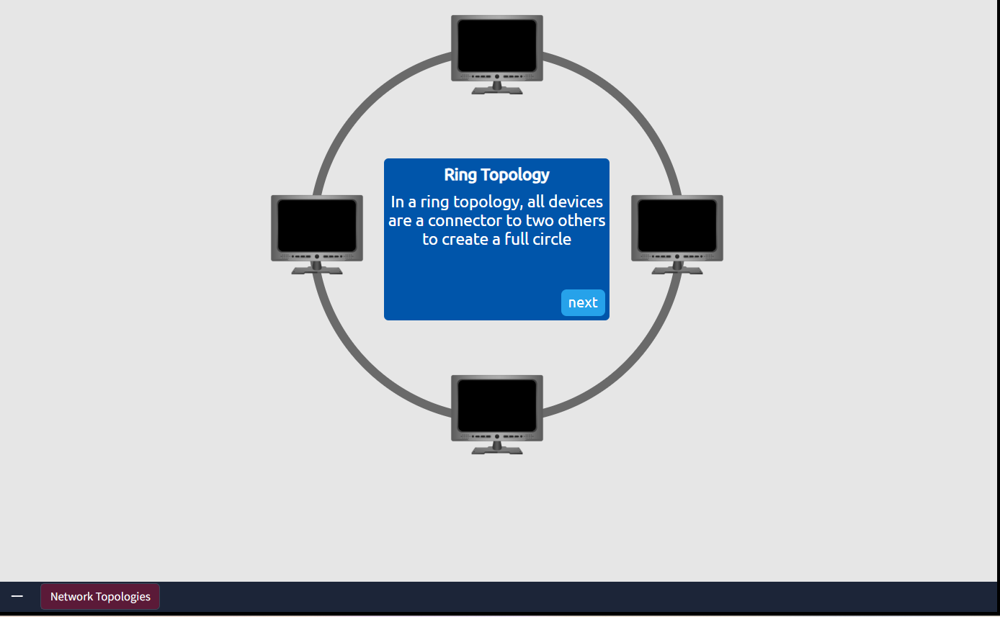 Ring Topology
In a ring topology, all devices
are a connector to two others
to create a full circle
next
Network Topologies